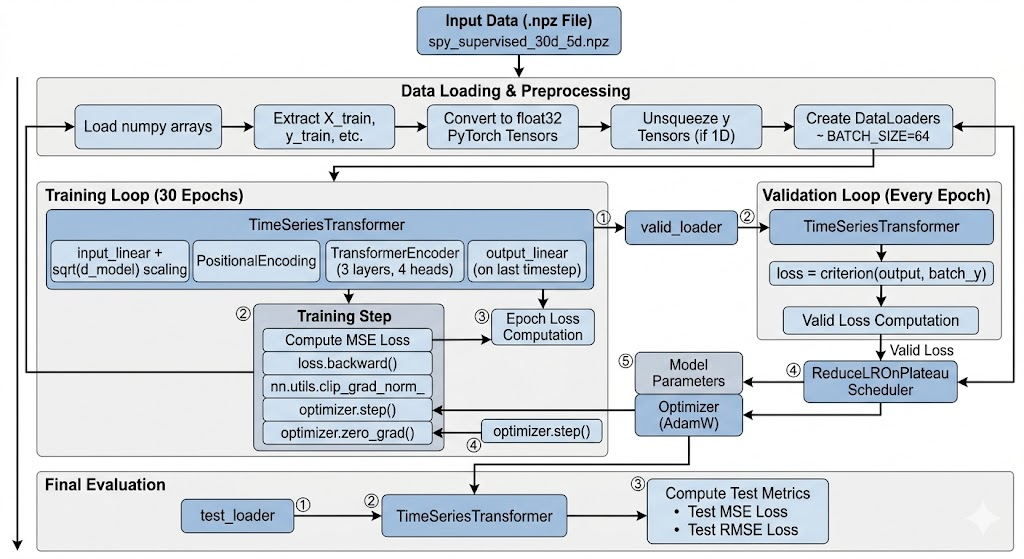 Input Data (.npz File)
spy_supervised_30d_5d.npz
Data Loading & Preprocessing
Load numpy arrays
Extract X_train,
y_train, etc.
Convert to float32
PyTorch Tensors
Unsqueeze y
Tensors (if 1D)
Create DataLoaders
~ BATCH_SIZE=64
Training Loop (30 Epochs)
TimeSeriesTransformer
input_linear +
sqrt(d_model) scaling
PositionalEncoding
TransformerEncoder
(3 layers, 4 heads)
output_linear
(on last timestep)
①
valid_loader
②
Validation Loop (Every Epoch)
TimeSeriesTransformer
loss = criterion(output, batch_y)
Valid Loss Computation
Valid Loss
②
Training Step
Compute MSE Loss
loss.backward()
nn.utils.clip_grad_norm_
optimizer.step()
optimizer.zero_grad()
③
Epoch Loss
Computation
④
optimizer.step()
⑤
Model
Parameters
Optimizer
(AdamW)
④
ReduceLROnPlateau
Scheduler
Final Evaluation
test_loader
①
②
TimeSeriesTransformer
③
Compute Test Metrics
• Test MSE Loss
• Test RMSE Loss